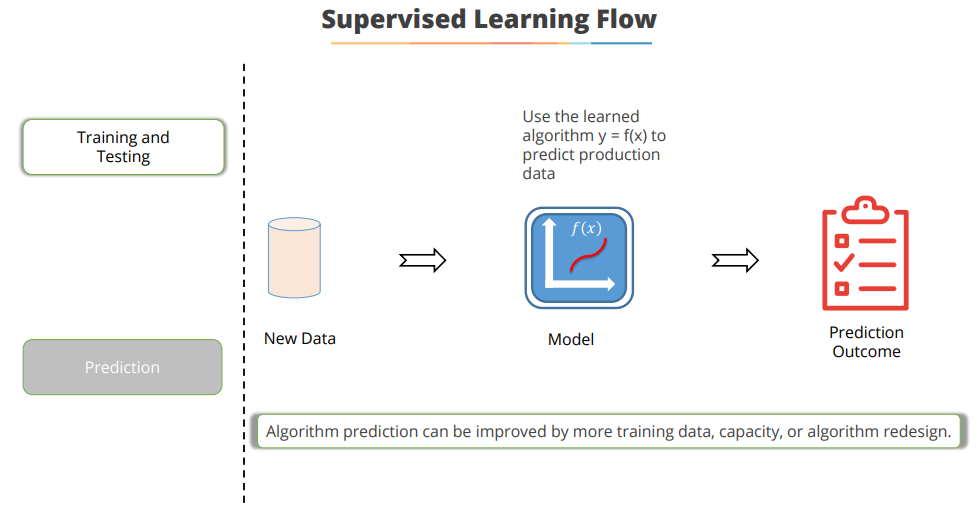 Supervised Learning Flow
Training and
Testing
Prediction
Use the learned
algorithm y = f(x) to
predict production
data
f(x)
New Data
Model
Prediction
Outcome
Algorithm prediction can be improved by more training data, capacity, or algorithm redesign.